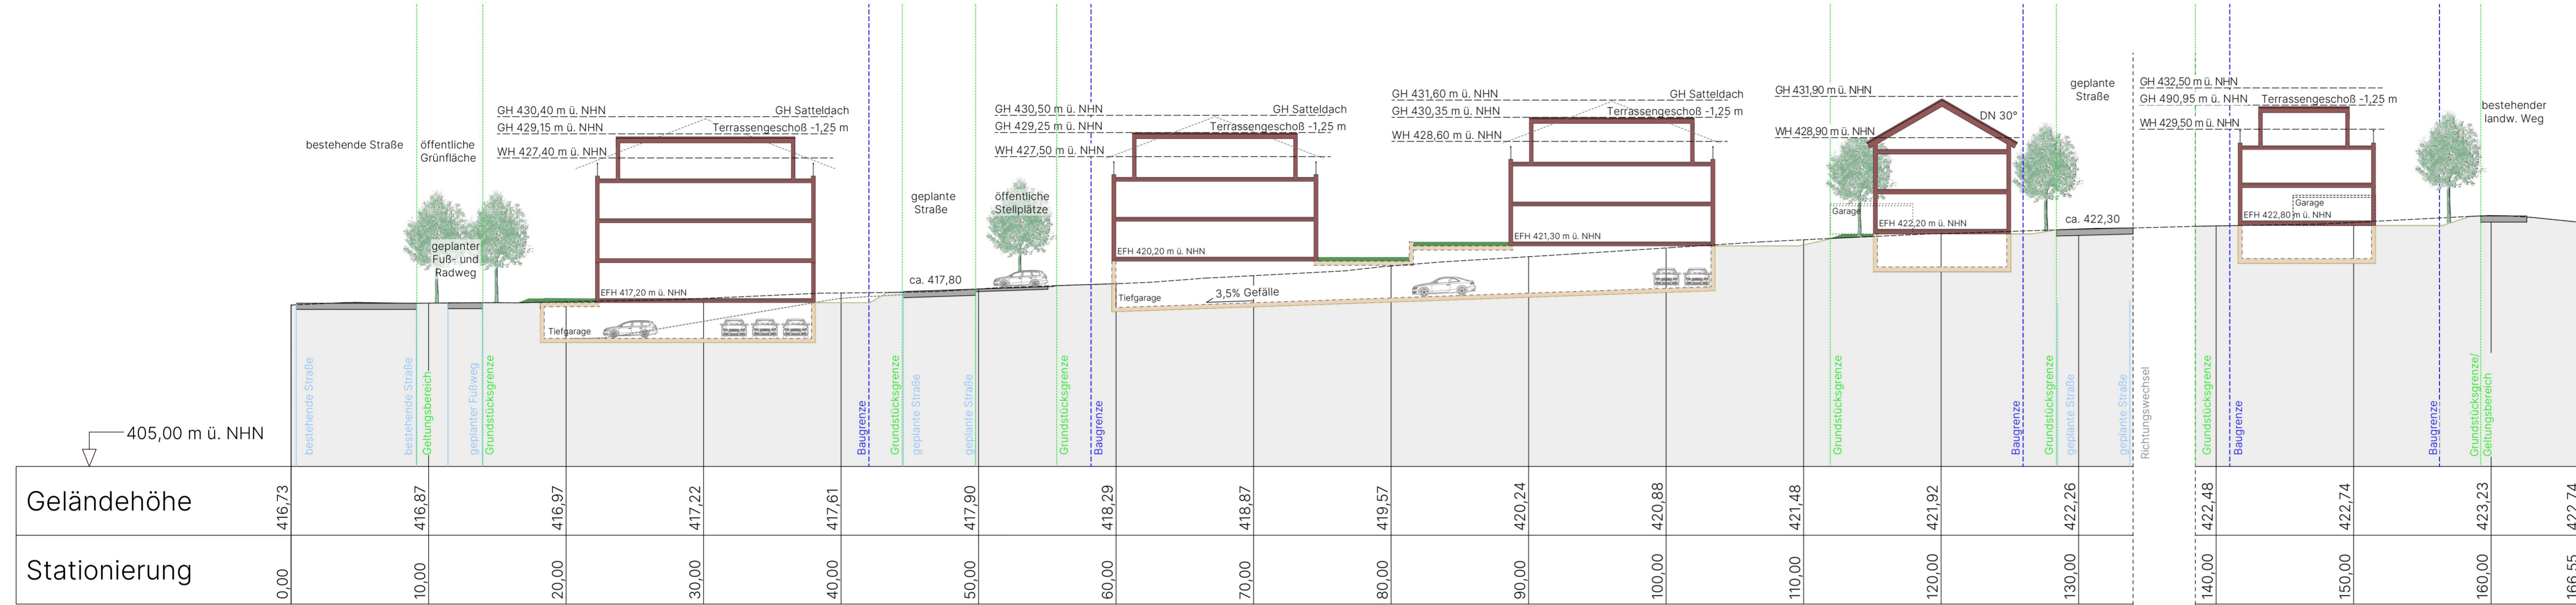 bestehende Straße
öffentliche
Grünfläche
geplanter
Fuß- und
Radweg
GH 430,40 m ü. NHN
GH Satteldach
GH 429,15 m ü. NHN
Terrassengeschoß -1,25 m
WH 427,40 m ü. NHN
EFH 417,20 m ü. NHN
Tiefgarage
geplante
Straße
ca. 417,80
öffentliche
Stellplätze
GH 430,50 m ü. NHN
GH Satteldach
GH 429,25 m ü. NHN
Terrassengeschoß -1,25 m
WH 427,50 m ü. NHN
EFH 420,20 m ü. NHN
Tiefgarage
3,5% Gefälle
GH 431,60 m ü. NHN
GH Satteldach
GH 430,35 m ü. NHN
Terrassengeschoß -1,25 m
WH 428,60 m ü. NHN
EFH 421,30 m ü. NHN
GH 431,90 m ü. NHN
DN 30°
WH 428,90 m ü. NHN
Garage
EFH 422,20 m ü. NHN
geplante
Straße
ca. 422,30
GH 432,50 m ü. NHN
GH 490,95 m ü. NHN
Terrassengeschoß -1,25 m
WH 429,50 m ü. NHN
Garage
EFH 422,80 m ü. NHN
bestehender
landw. Weg
bestehende Straße
bestehende Straße
Geltungsbereich
geplanter Fußweg
Grundstücksgrenze
Baugrenze
Grundstücksgrenze
geplante Straße
geplante Straße
Grundstücksgrenze
Baugrenze
Grundstücksgrenze
Baugrenze
Grundstücksgrenze
geplante Straße
geplante Straße
Richtungswechsel
Grundstücksgrenze
Baugrenze
Baugrenze
Grundstücksgrenze/
Geltungsbereich
405,00 m ü. NHN
Geländehöhe
416,73
416,87
416,97
417,22
417,61
417,90
418,29
418,87
419,57
420,24
420,88
421,48
421,92
422,26
422,48
422,74
423,23
422,74
Stationierung
0,00
10,00
20,00
30,00
40,00
50,00
60,00
70,00
80,00
90,00
100,00
110,00
120,00
130,00
140,00
150,00
160,00
166,55